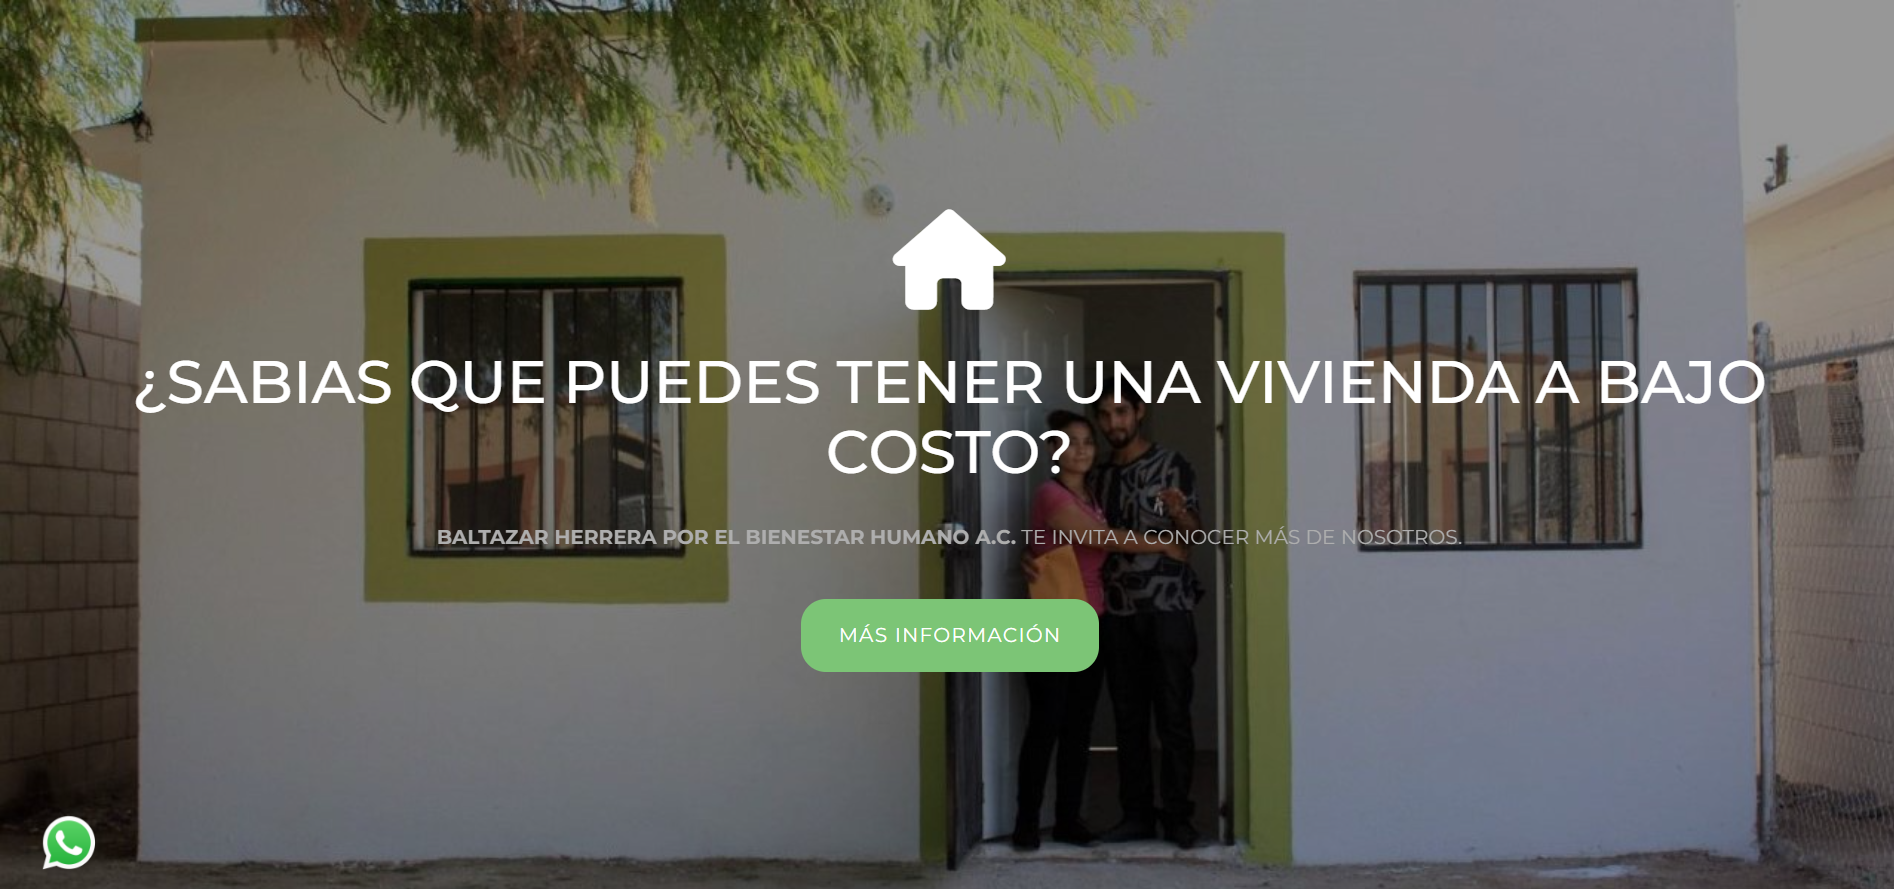 ¿SABIAS QUE PUEDES TENER UNA VIVIENDA A BAJO
COSTO?
BALTAZAR HERRERA POR EL BIENESTAR HUMANO A.C. TE INVITA A CONOCER MÁS DE NOSOTROS.
MÁS INFORMACIÓN